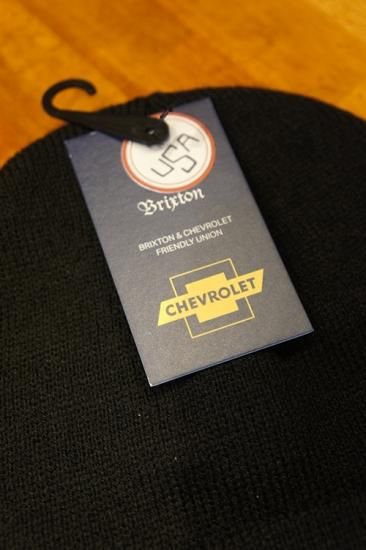 USA
Brixton
BRIXTON & CHEVROLET
FRIENDLY UNION
CHEVROLET